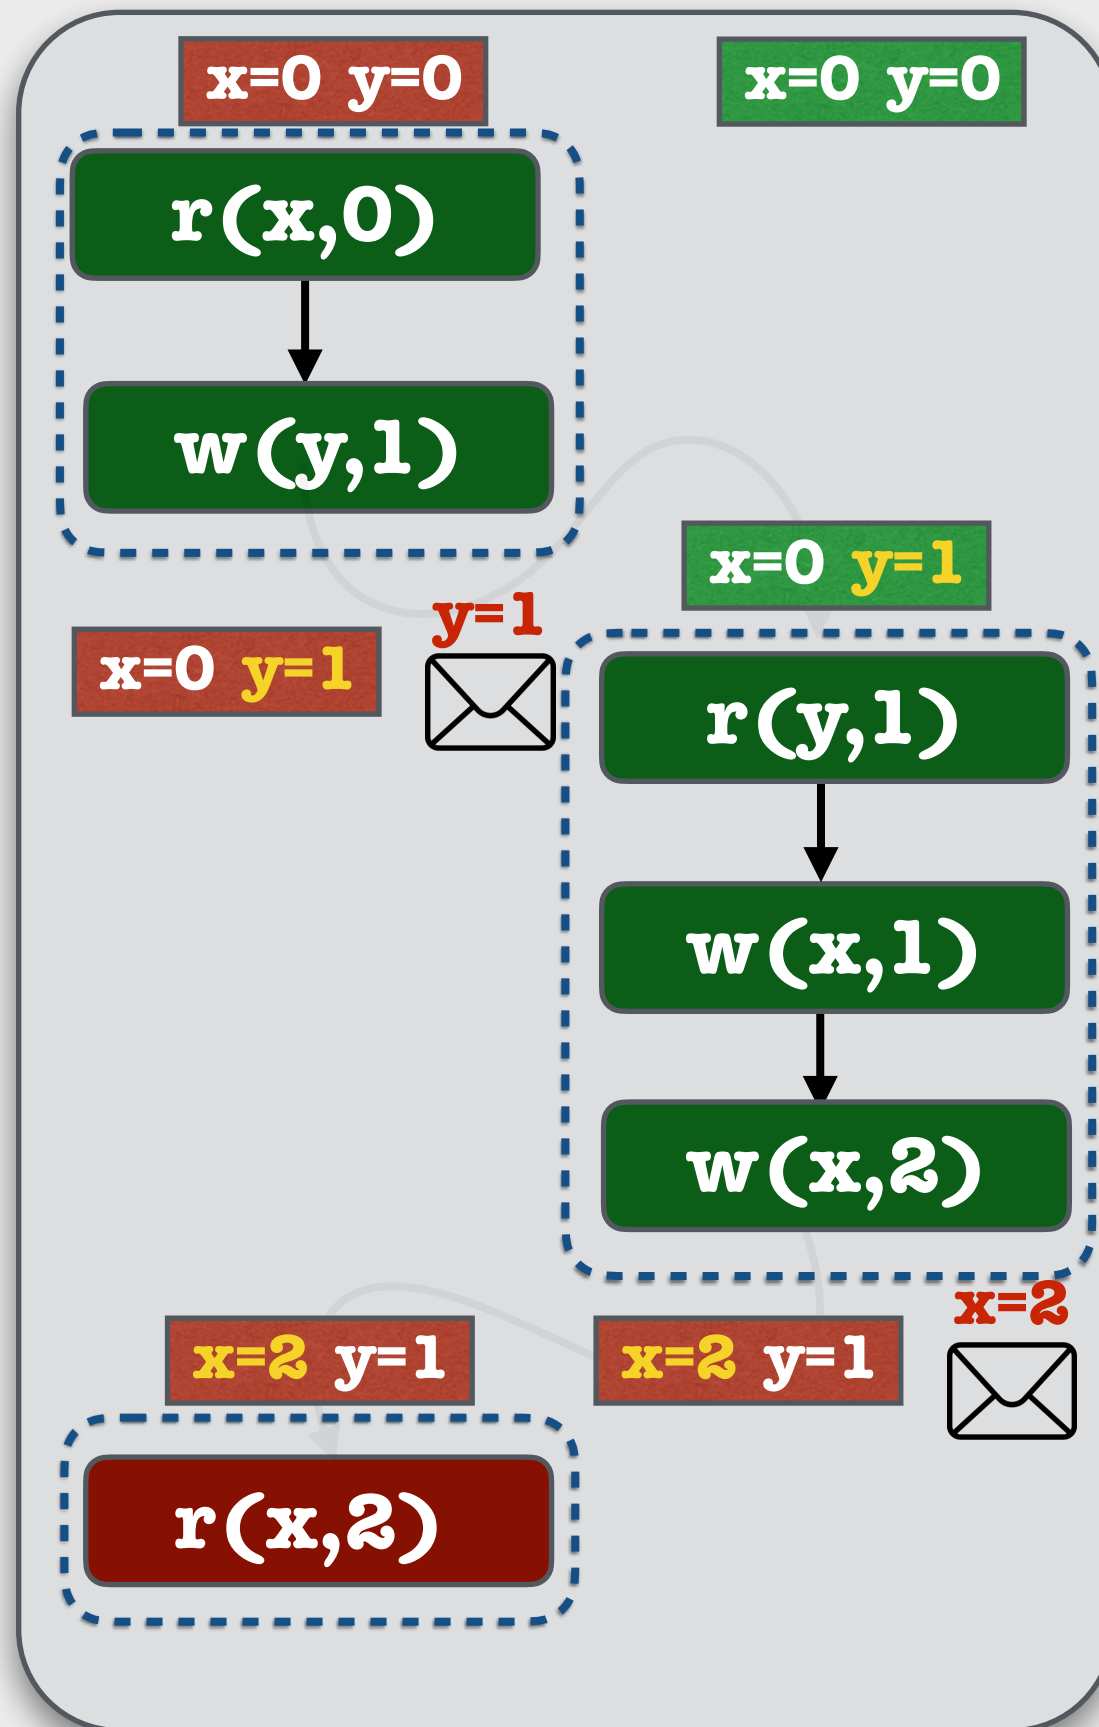 x=0 y=0
x=0 y=0
r(x,0)
w(y,1)
x=0 y=1
y=1
x=0 y=1
r(y,1)
w(x,1)
w(x,2)
x=2
x=2 y=1
x=2 y=1
r(x,2)